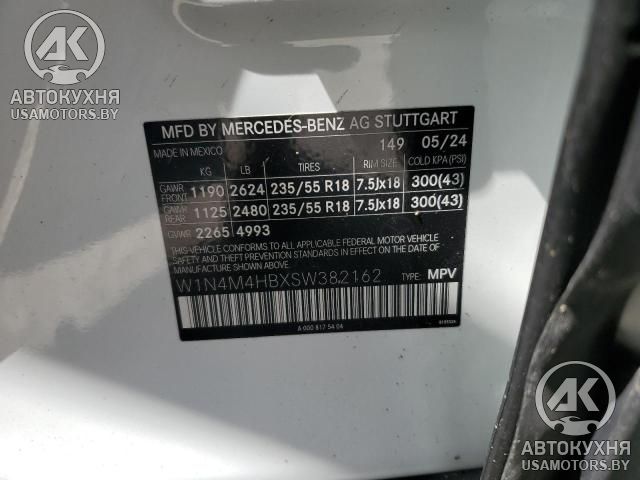 AK
АВТОКУХНЯ
USAMOTORS.BY
MFD BY MERCEDES-BENZ AG STUTTGART
MADE IN MEXICO 149 05/24
KG LB TIRES RIM SIZE COLD KPA (PSI)
GAWR FRONT 1190 2624 235/55 R18 7.5Jx18 300(43)
GAWR REAR 1125 2480 235/55 R18 7.5Jx18 300(43)
GVWR 2265 4993
THIS VEHICLE CONFORMS TO ALL APPLICABLE FEDERAL MOTOR VEHICLE
SAFETY AND THEFT PREVENTION STANDARDS IN EFFECT ON THE DATE
OF MANUFACTURE SHOWN ABOVE.
W1N4M4HBXSW382162 TYPE: MPV
A 000 817 54 04
AK
АВТОКУХНЯ
USAMOTORS.BY